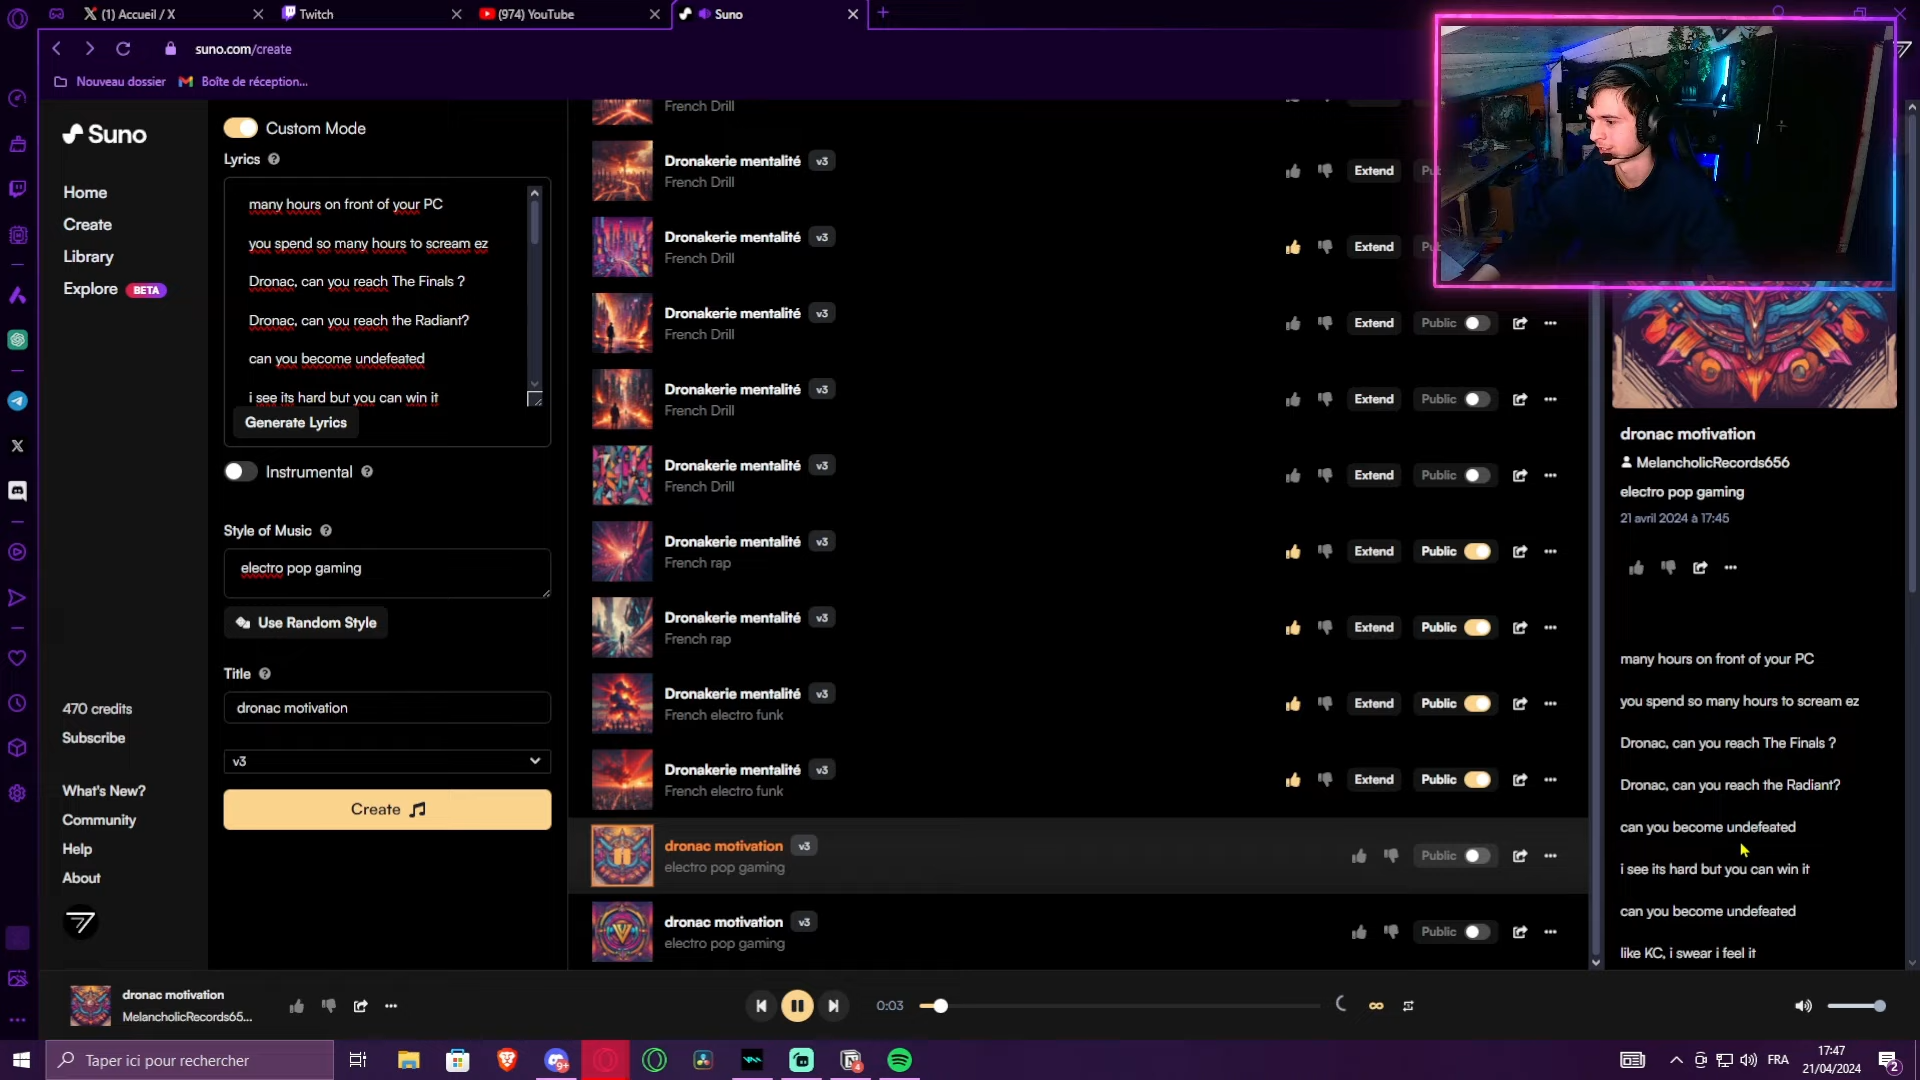 (1) Accueil / X
Twitch
(974) YouTube
Suno
suno.com/create
Nouveau dossier
Boîte de réception...
Suno
Home
Create
Library
Explore BETA
470 credits
Subscribe
What's New?
Community
Help
About
Custom Mode
Lyrics
many hours on front of your PC
you spend so many hours to scream ez
Dronac, can you reach The Finals ?
Dronac, can you reach the Radiant?
can you become undefeated
i see its hard but you can win it
Generate Lyrics
Instrumental
Style of Music
electro pop gaming
Use Random Style
Title
dronac motivation
v3
Create
French Drill
Dronakerie mentalité v3
French Drill
Extend
Dronakerie mentalité v3
French Drill
Extend
Dronakerie mentalité v3
French Drill
Extend Public
Dronakerie mentalité v3
French Drill
Extend Public
Dronakerie mentalité v3
French Drill
Extend Public
Dronakerie mentalité v3
French rap
Extend Public
Dronakerie mentalité v3
French rap
Extend Public
Dronakerie mentalité v3
French electro funk
Extend Public
Dronakerie mentalité v3
French electro funk
Extend Public
dronac motivation v3
electro pop gaming
Public
dronac motivation v3
electro pop gaming
Public
dronac motivation
MelancholicRecords656
electro pop gaming
21 avril 2024 à 17:45
many hours on front of your PC
you spend so many hours to scream ez
Dronac, can you reach The Finals ?
Dronac, can you reach the Radiant?
can you become undefeated
i see its hard but you can win it
can you become undefeated
like KC, i swear i feel it
dronac motivation
MelancholicRecords65...
0:03
Taper ici pour rechercher
9+
4
FRA
17:47
21/04/2024
2